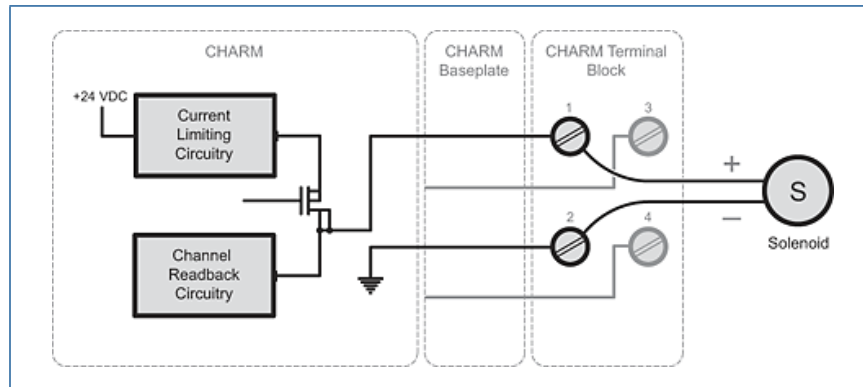 CHARM
CHARM
Baseplate
CHARM Terminal
Block
+24 VDC
Current
Limiting
Circuitry
1
3
+
S
−
Solenoid
2
4
Channel
Readback
Circuitry